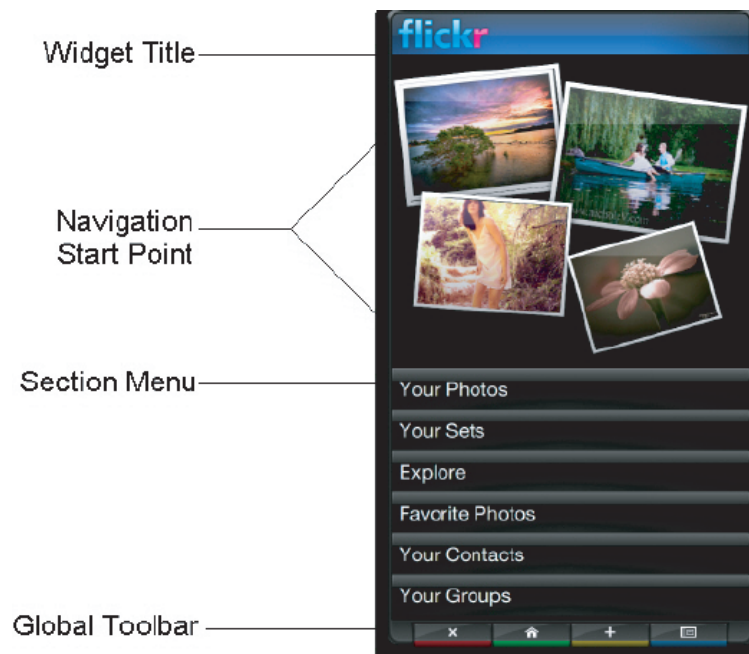 Widget Title
flickr
Navigation
Start Point
Section Menu
Your Photos
Your Sets
Explore
Favorite Photos
Your Contacts
Your Groups
Global Toolbar